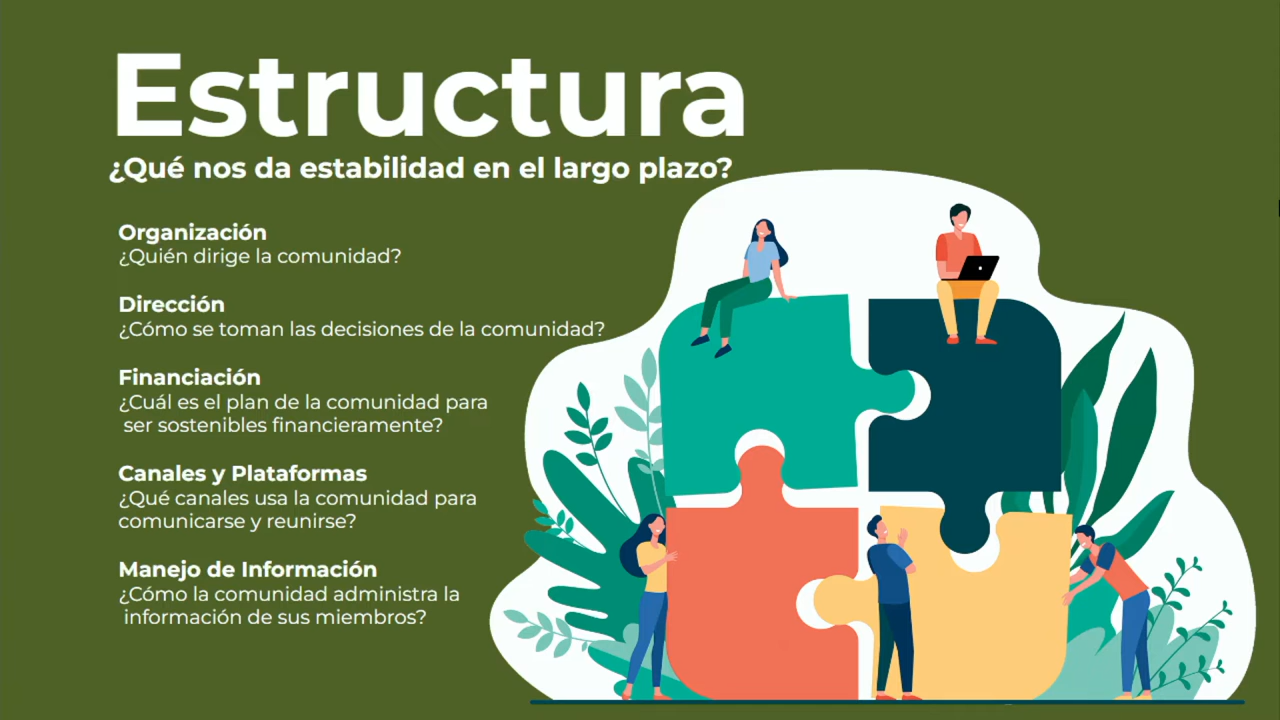 Estructura
¿Qué nos da estabilidad en el largo plazo?
Organización
¿Quién dirige la comunidad?
Dirección
¿Cómo se toman las decisiones de la comunidad?
Financiación
¿Cuál es el plan de la comunidad para
ser sostenibles financieramente?
Canales y Plataformas
¿Qué canales usa la comunidad para
comunicarse y reunirse?
Manejo de Información
¿Cómo la comunidad administra la
información de sus miembros?